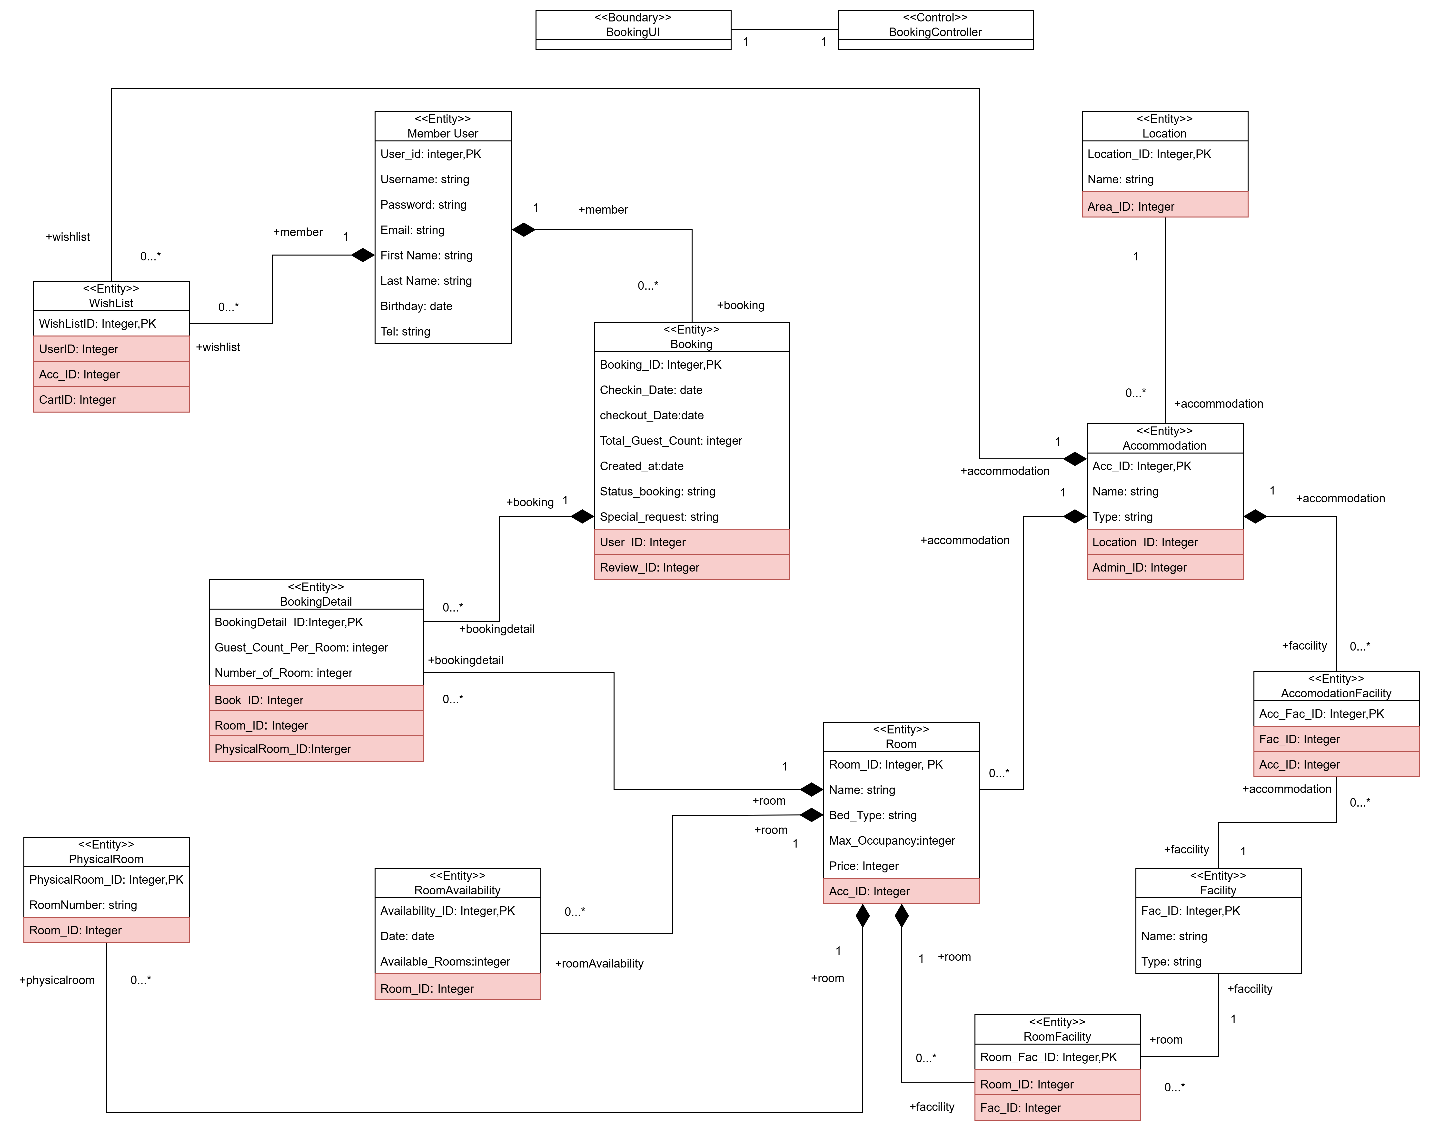 <<Boundary>>
BookingUI
1
1
<<Control>>
BookingController
<<Entity>>
Member User
User_id: integer,PK
Username: string
Password: string
Email: string
First Name: string
Last Name: string
Birthday: date
Tel: string
<<Entity>>
Location
Location_ID: Integer,PK
Name: string
Area_ID: Integer
1
+member
+member
1
+wishlist
0...*
1
0...*
0...*
+booking
+wishlist
<<Entity>>
WishList
WishListID: Integer,PK
UserID: Integer
Acc_ID: Integer
CartID: Integer
<<Entity>>
Booking
Booking_ID: Integer,PK
Checkin_Date: date
checkout_Date:date
Total_Guest_Count: integer
Created_at:date
Status_booking: string
Special_request: string
User_ID: Integer
Review_ID: Integer
0...*
+accommodation
<<Entity>>
Accommodation
Acc_ID: Integer,PK
Name: string
Type: string
Location_ID: Integer
Admin_ID: Integer
1
+accommodation
1
+accommodation
1
+accommodation
+booking
1
<<Entity>>
BookingDetail
BookingDetail_ID:Integer,PK
Guest_Count_Per_Room: integer
Number_of_Room: integer
Book_ID: Integer
Room_ID: Integer
PhysicalRoom_ID:Interger
0...*
+bookingdetail
+bookingdetail
0...*
+faccility
0...*
<<Entity>>
AccomodationFacility
Acc_Fac_ID: Integer,PK
Fac_ID: Integer
Acc_ID: Integer
+accommodation
0...*
<<Entity>>
Room
Room_ID: Integer, PK
Name: string
Bed_Type: string
Max_Occupancy:integer
Price: Integer
Acc_ID: Integer
0...*
1
+room
+room
1
<<Entity>>
PhysicalRoom
PhysicalRoom_ID: Integer,PK
RoomNumber: string
Room_ID: Integer
+physicalroom
0...*
<<Entity>>
RoomAvailability
Availability_ID: Integer,PK
Date: date
Available_Rooms:integer
Room_ID: Integer
0...*
+roomAvailability
1
+room
1
+room
+faccility
1
<<Entity>>
Facility
Fac_ID: Integer,PK
Name: string
Type: string
+faccility
1
+room
0...*
<<Entity>>
RoomFacility
Room_Fac_ID: Integer,PK
Room_ID: Integer
Fac_ID: Integer
0...*
+faccility